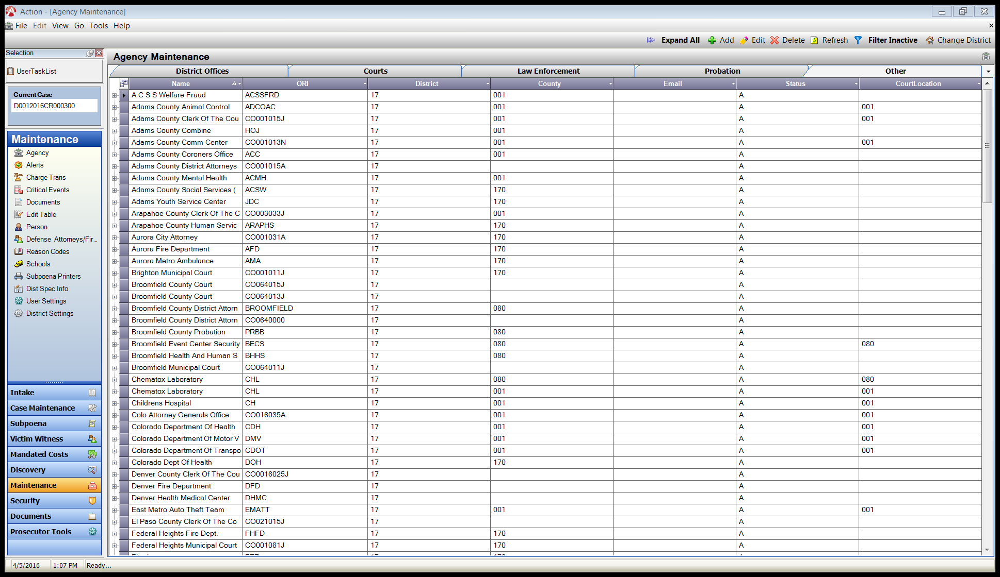 Action - [Agency Maintenance]
File Edit View Go Tools Help
Expand All Add Edit Delete Refresh Filter Inactive Change District
Selection
UserTaskList
Current Case
D0012016CR000300
Maintenance
Agency
Alerts
Charge Trans
Critical Events
Documents
Edit Table
Person
Defense Attorneys/Fir...
Reason Codes
Schools
Subpoena Printers
Dist Spec Info
User Settings
District Settings
Intake
Case Maintenance
Subpoena
Victim Witness
Mandated Costs
Discovery
Maintenance
Security
Documents
Prosecutor Tools
Agency Maintenance
District Offices Courts Law Enforcement Probation Other
Name ORI District County Email Status CourtLocation
A C S S Welfare Fraud ACSSFRD 17 001 A
Adams County Animal Control ADCOAC 17 001 A 001
Adams County Clerk Of The Cou CO001015J 17 001 A 001
Adams County Combine HOJ 17 001 A
Adams County Comm Center CO001013N 17 001 A 001
Adams County Coroners Office ACC 17 001 A
Adams County District Attorneys CO001015A 17 A
Adams County Mental Health ACMH 17 001 A
Adams County Social Services ( ACSW 17 170 A
Adams Youth Service Center JDC 17 170 A
Arapahoe County Clerk Of The C CO003033J 17 001 A
Arapahoe County Human Servic ARAPHS 17 170 A
Aurora City Attorney CO001031A 17 170 A
Aurora Fire Department AFD 17 170 A
Aurora Metro Ambulance AMA 17 170 A
Brighton Municipal Court CO001011J 17 170 A
Broomfield County Court CO064015J 17 A
Broomfield County Court CO064013J 17 A
Broomfield County District Attorn BROOMFIELD 17 080 A
Broomfield County District Attorn CO0640000 17 A
Broomfield County Probation PRBB 17 080 A
Broomfield Event Center Security BECS 17 080 A 080
Broomfield Health And Human S BHHS 17 080 A
Broomfield Municipal Court CO064011J 17 A
Chematox Laboratory CHL 17 080 A 080
Chematox Laboratory CHL 17 001 A 001
Childrens Hospital CH 17 001 A 001
Colo Attorney Generals Office CO016035A 17 001 A 001
Colorado Department Of Health CDH 17 001 A 001
Colorado Department Of Motor V DMV 17 001 A 001
Colorado Department Of Transpo CDOT 17 001 A 001
Colorado Dept Of Health DOH 17 170 A
Denver County Clerk Of The Cou CO0016025J 17 A
Denver Fire Department DFD 17 A
Denver Health Medical Center DHMC 17 A
East Metro Auto Theft Team EMATT 17 001 A 001
El Paso County Clerk Of The Co CO021015J 17 A
Federal Heights Fire Dept. FHFD 17 170 A
Federal Heights Municipal Court CO001081J 17 170 A
4/5/2016 1:07 PM Ready...